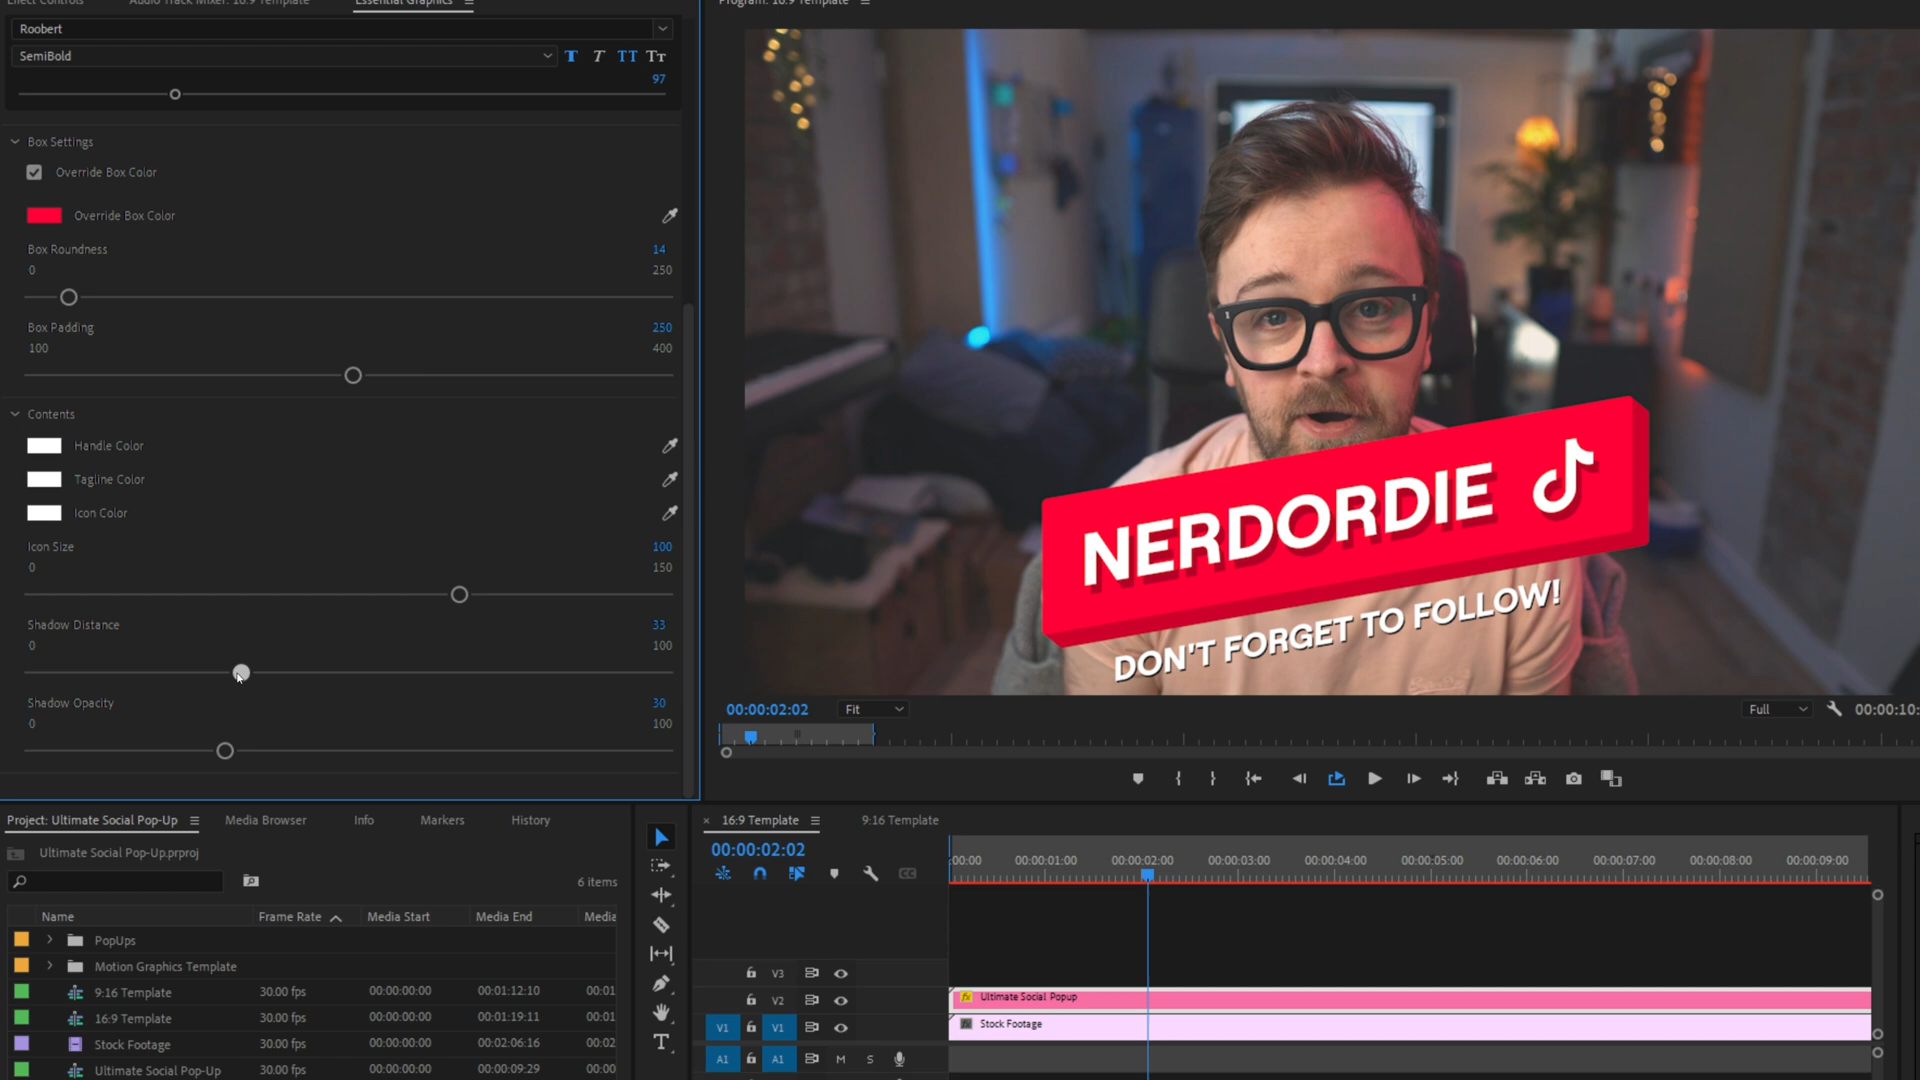 Effect Controls
Audio Track Mixer: 16:9 Template
Essential Graphics
Program: 16:9 Template
Roobert
SemiBold
T T TT Tт
97
Box Settings
Override Box Color
Override Box Color
Box Roundness
14
0
250
Box Padding
250
100
400
Contents
Handle Color
Tagline Color
Icon Color
Icon Size
100
0
150
Shadow Distance
33
0
100
Shadow Opacity
30
0
100
NERDORDIE
DON'T FORGET TO FOLLOW!
00:00:02:02
Fit
Full
00:00:10:
Project: Ultimate Social Pop-Up
Media Browser
Info
Markers
History
Ultimate Social Pop-Up.prproj
6 items
Name Frame Rate Media Start Media End Media
PopUps
Motion Graphics Template
9:16 Template 30.00 fps 00:00:00:00 00:01:12:10 00:01
16:9 Template 30.00 fps 00:00:00:00 00:01:19:11 00:01
Stock Footage 30.00 fps 00:00:00:00 00:02:06:16 00:02
Ultimate Social Pop-Up 30.00 fps 00:00:00:00 00:00:09:29 00:00
T
× 16:9 Template
9:16 Template
00:00:02:02
CC
:00:00 00:00:01:00 00:00:02:00 00:00:03:00 00:00:04:00 00:00:05:00 00:00:06:00 00:00:07:00 00:00:08:00 00:00:09:00
V3
V2
fx Ultimate Social Popup
V1 V1
fx Stock Footage
A1 A1 M S